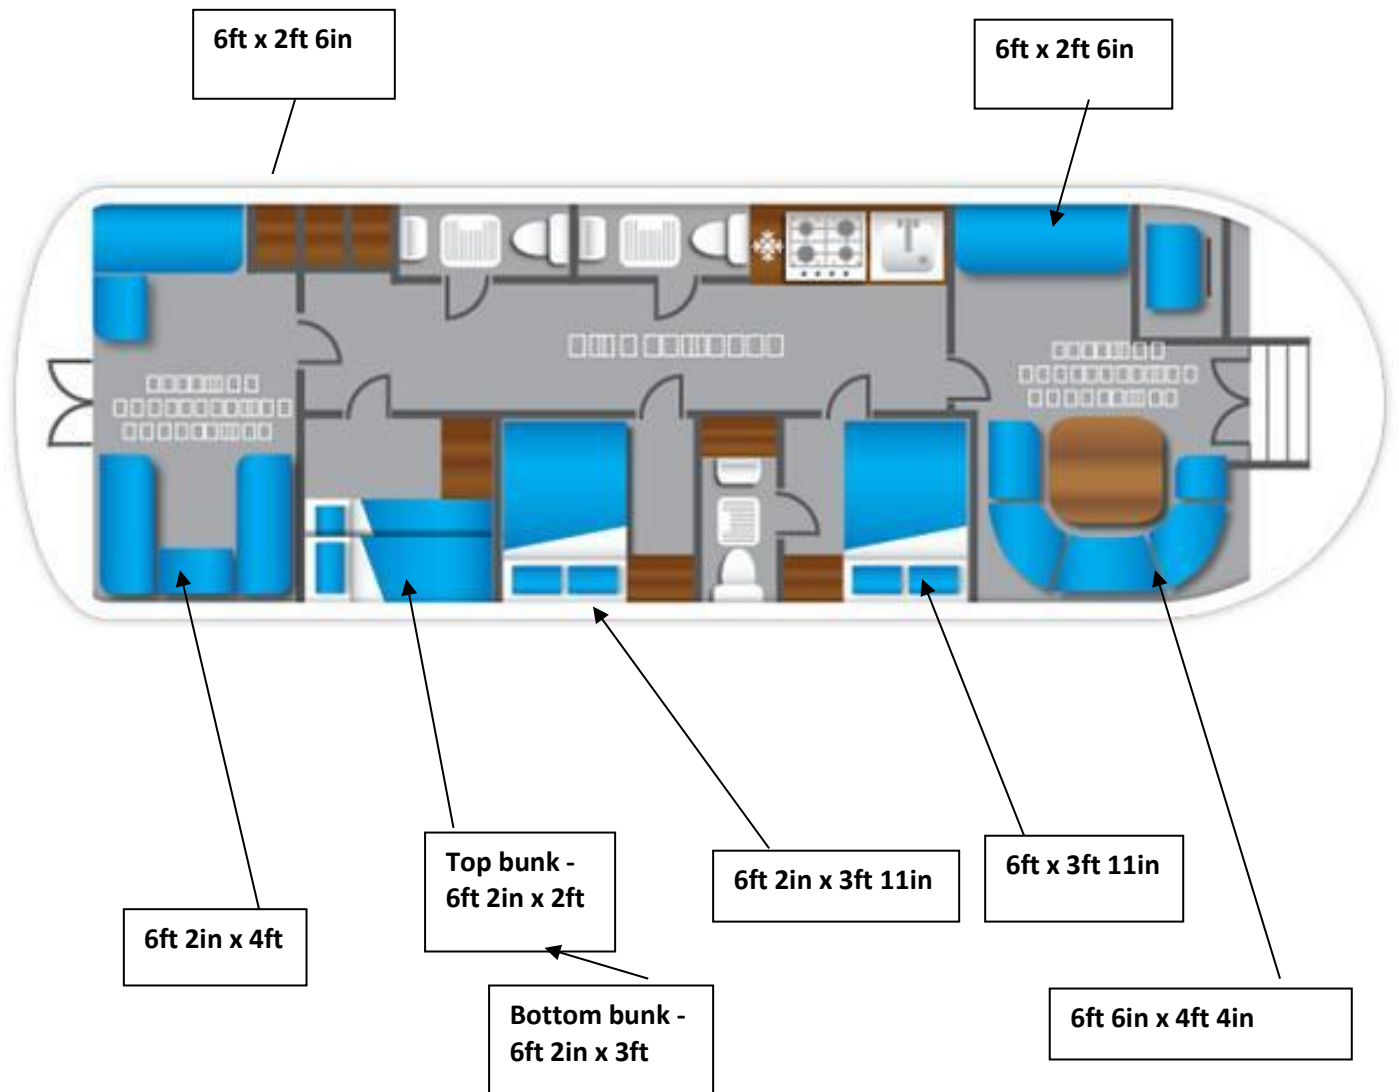 6ft x 2ft 6in
6ft x 2ft 6in
Top bunk -
6ft 2in x 2ft
6ft 2in x 3ft 11in
6ft x 3ft 11in
6ft 2in x 4ft
Bottom bunk -
6ft 2in x 3ft
6ft 6in x 4ft 4in